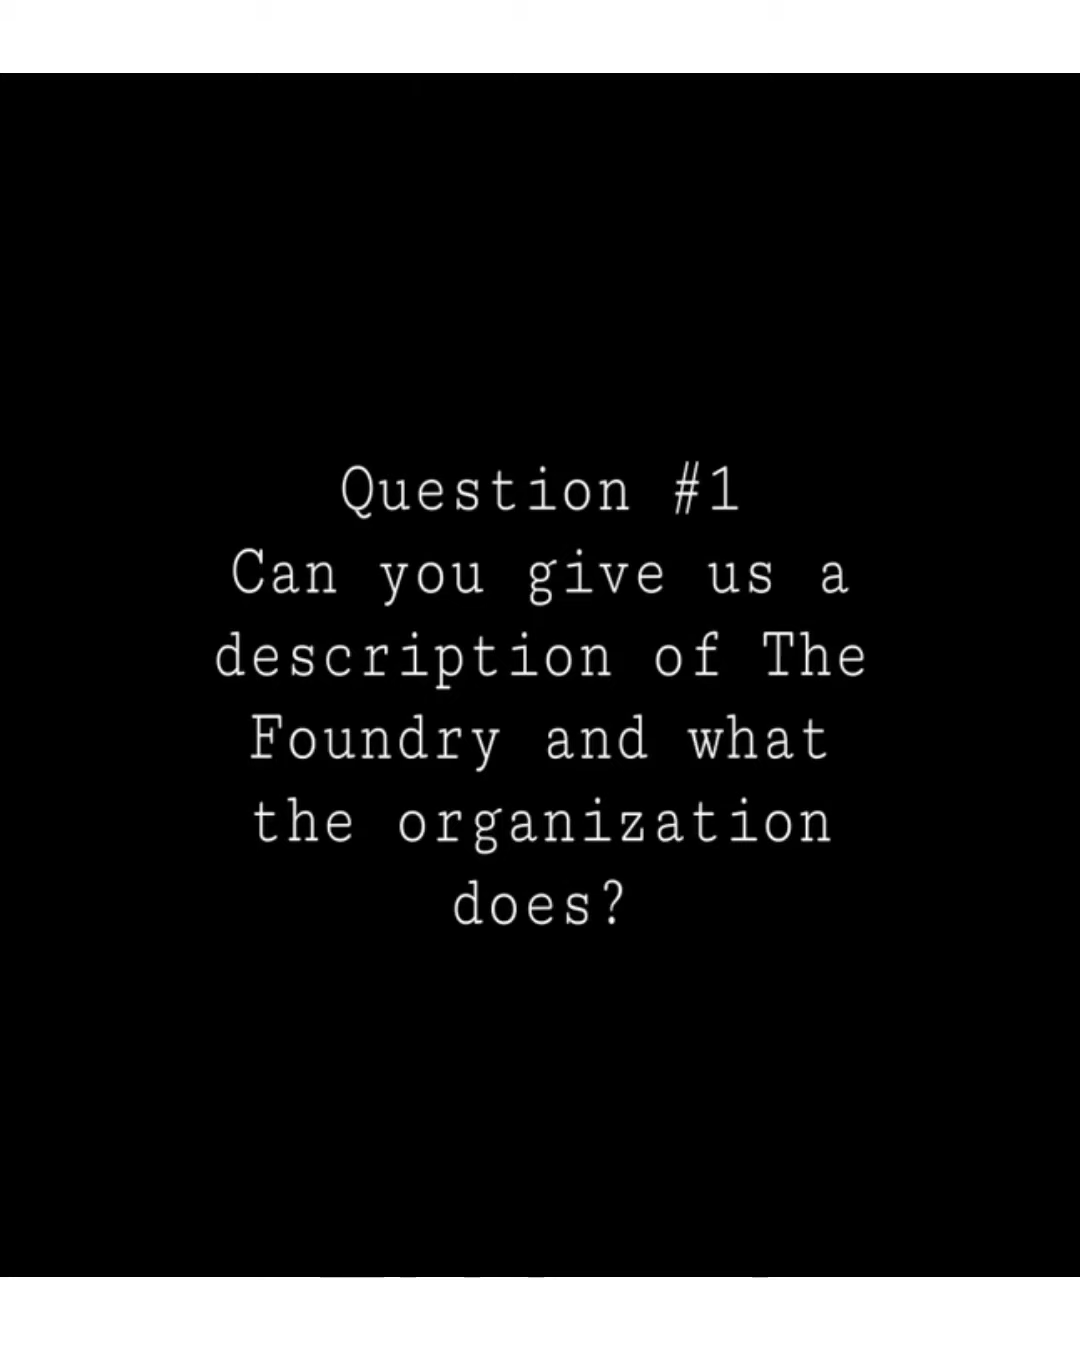 Question #1
Can you give us a
description of The
Foundry and what
the organization
does?